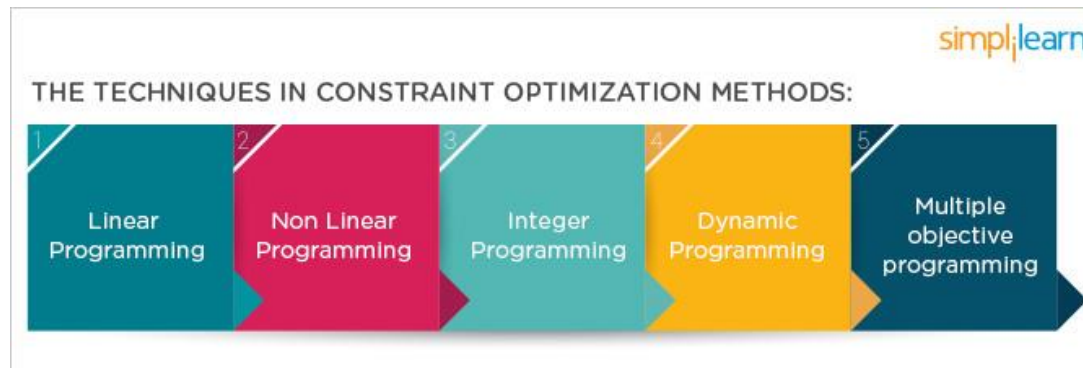 simplilearn
THE TECHNIQUES IN CONSTRAINT OPTIMIZATION METHODS:
1
Linear
Programming
2
Non Linear
Programming
3
Integer
Programming
4
Dynamic
Programming
5
Multiple
objective
programming